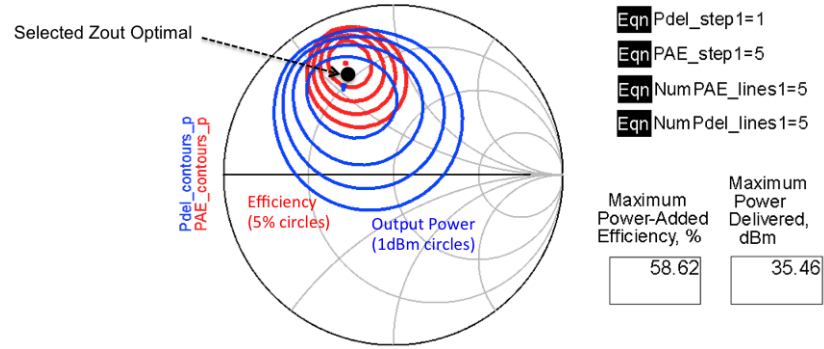 Selected Zout Optimal
Pdel_contours_p
PAE_contours_p
Efficiency
(5% circles)
Output Power
(1dBm circles)
Eqn Pdel_step1=1
Eqn PAE_step1=5
Eqn NumPAE_lines1=5
Eqn NumPdel_lines1=5
Maximum
Power-Added
Efficiency, %
58.62
Maximum
Power
Delivered,
dBm
35.46